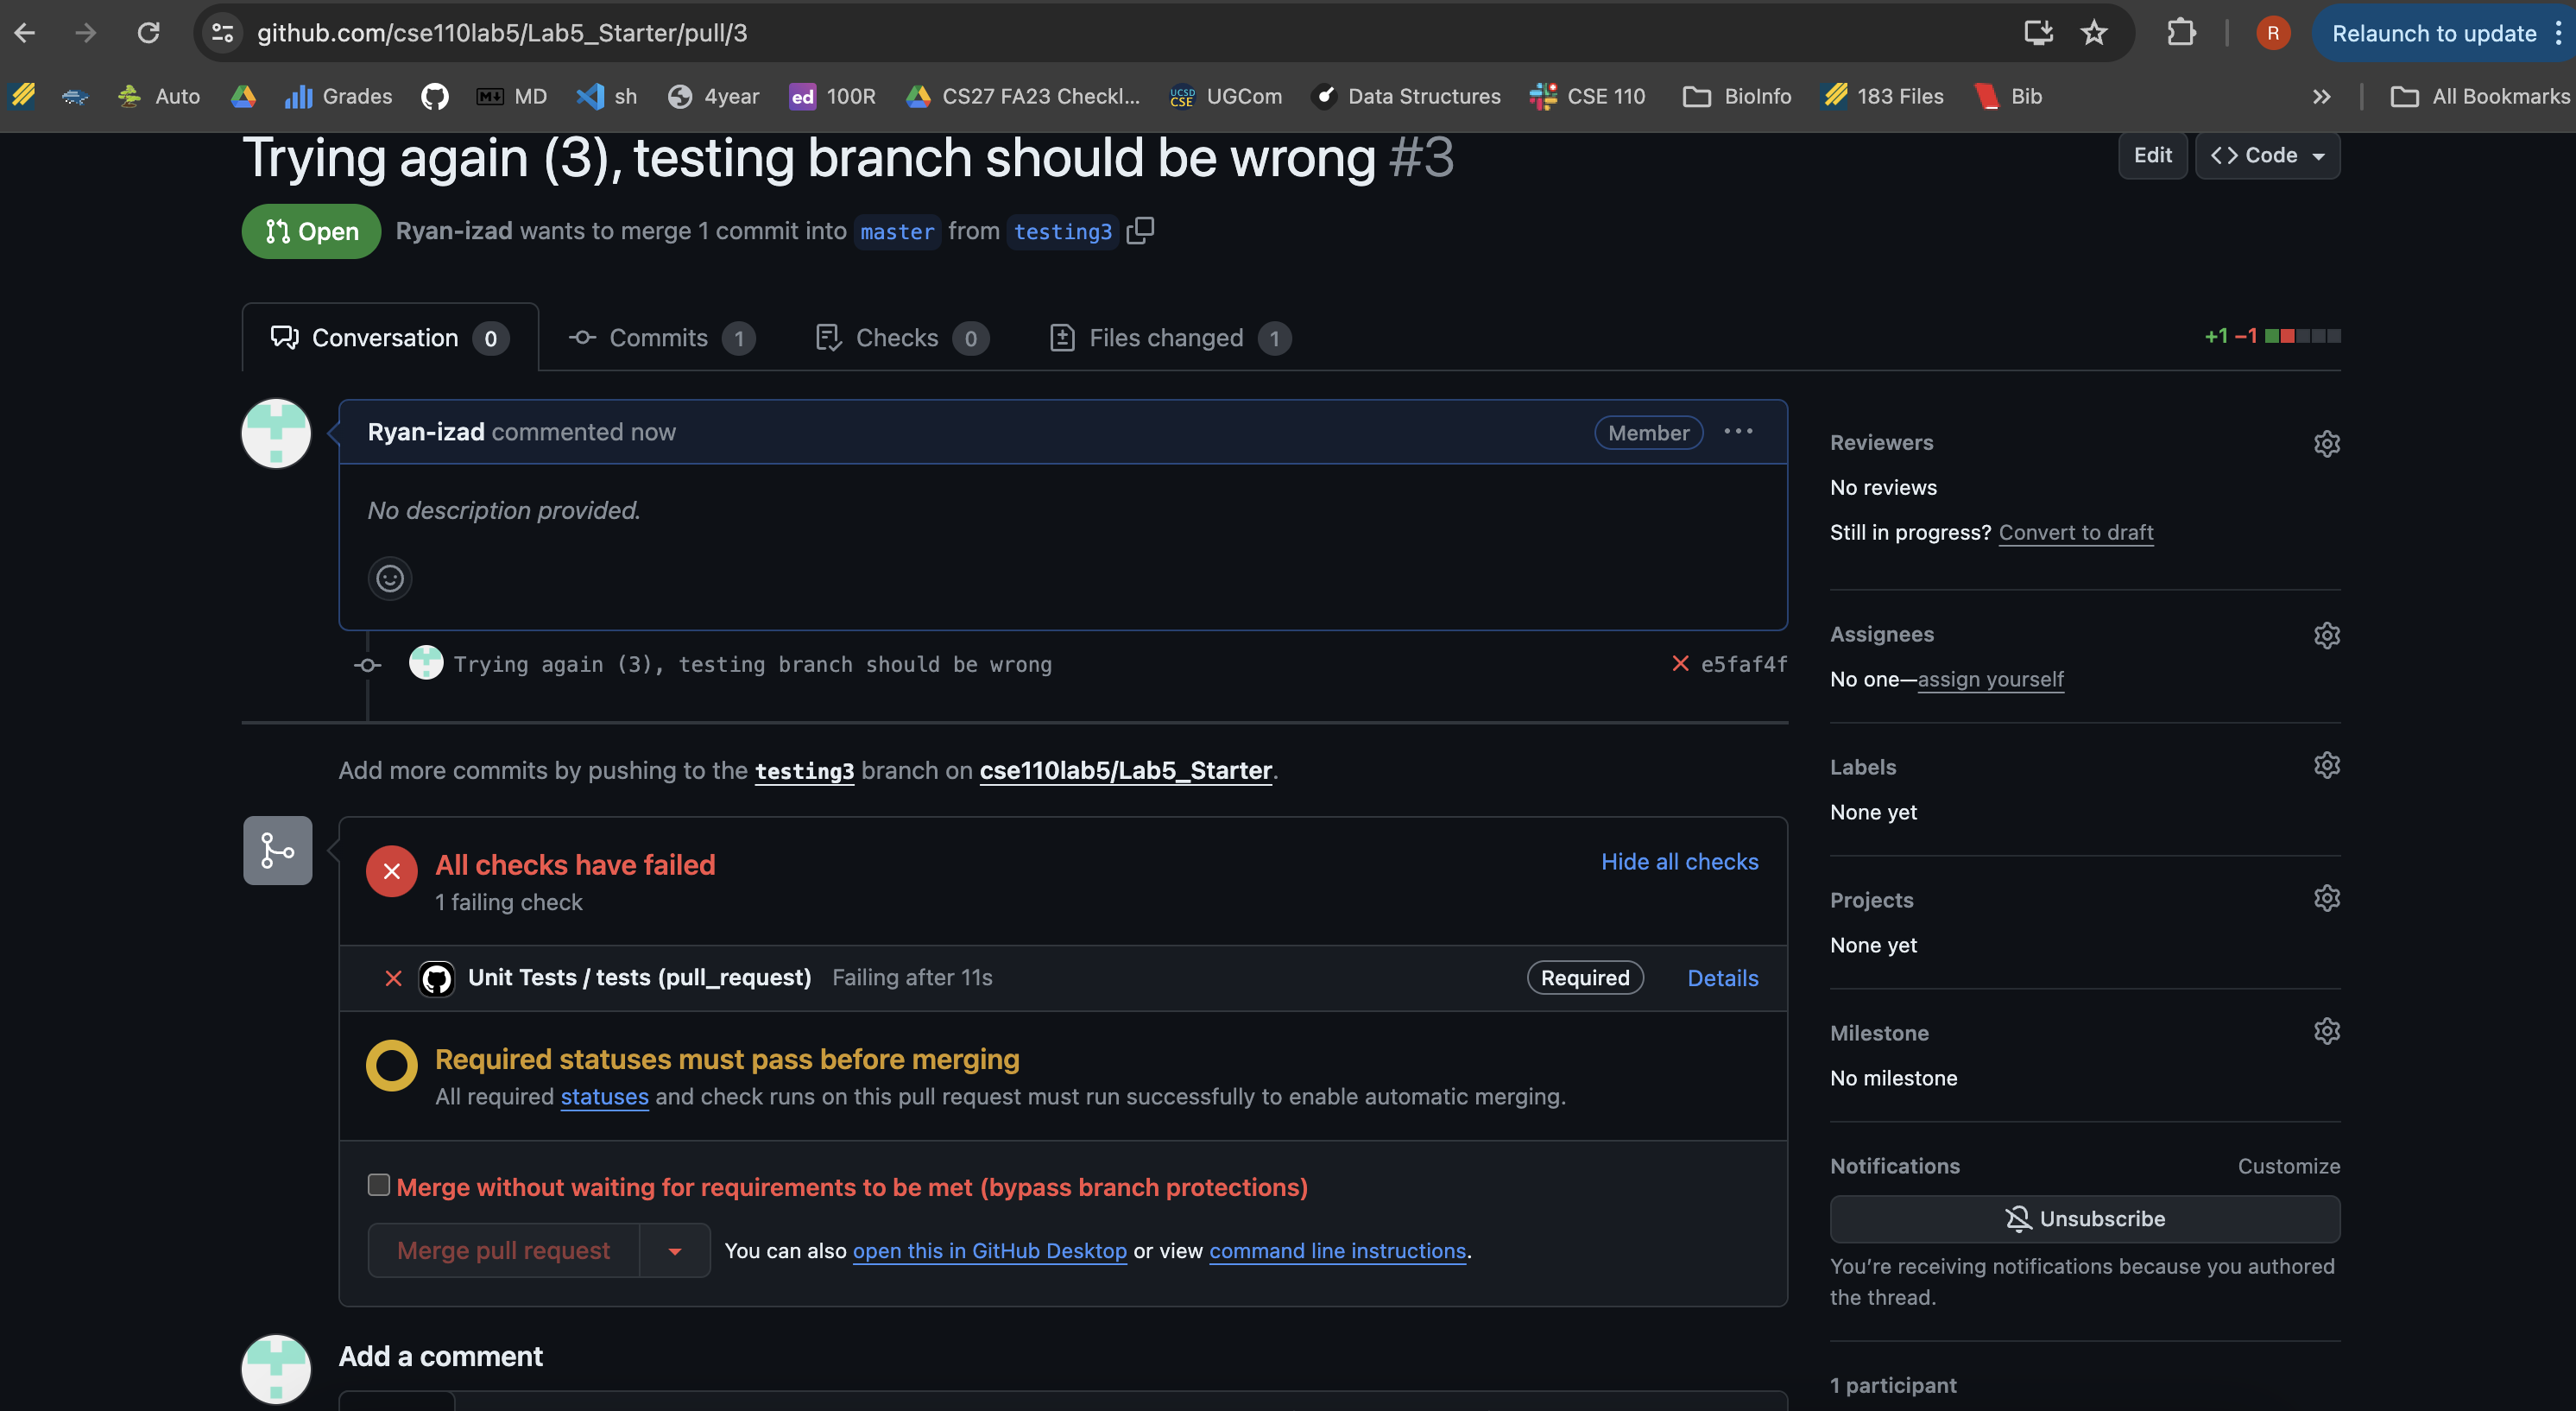 github.com/cse110lab5/Lab5_Starter/pull/3
R
Relaunch to update
Auto
Grades
MD
sh
4year
ed 100R
CS27 FA23 Checkl...
UCSD CSE UGCom
Data Structures
CSE 110
BioInfo
183 Files
Bib
»
All Bookmarks
Trying again (3), testing branch should be wrong #3
Edit
<> Code
Open
Ryan-izad wants to merge 1 commit into master from testing3
Conversation 0
Commits 1
Checks 0
Files changed 1
+1 −1
Ryan-izad commented now
Member
...
No description provided.
Trying again (3), testing branch should be wrong
e5faf4f
Add more commits by pushing to the testing3 branch on cse110lab5/Lab5_Starter.
All checks have failed
Hide all checks
1 failing check
Unit Tests / tests (pull_request) Failing after 11s
Required
Details
Required statuses must pass before merging
All required statuses and check runs on this pull request must run successfully to enable automatic merging.
Merge without waiting for requirements to be met (bypass branch protections)
Merge pull request
You can also open this in GitHub Desktop or view command line instructions.
Add a comment
Reviewers
No reviews
Still in progress? Convert to draft
Assignees
No one—assign yourself
Labels
None yet
Projects
None yet
Milestone
No milestone
Notifications
Customize
Unsubscribe
You're receiving notifications because you authored
the thread.
1 participant